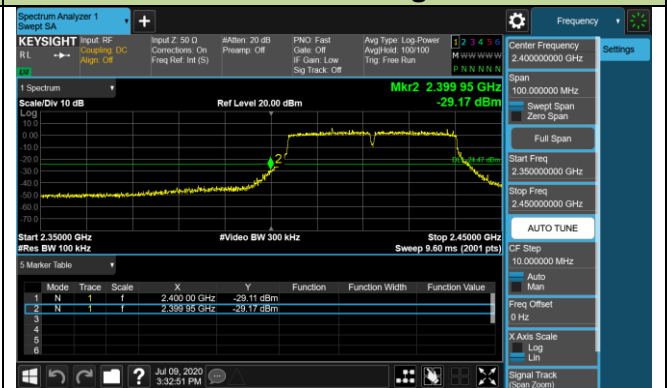 Spectrum Analyzer 1
Swept SA
+
Frequency
KEYSIGHT
RL
Input: RF
Coupling: DC
Align: Off
Input Z: 50 Ω
Corrections: On
Freq Ref: Int (S)
#Atten: 20 dB
Preamp: Off
PNO: Fast
Gate: Off
IF Gain: Low
Sig Track: Off
Avg Type: Log-Power
Avg|Hold: 100/100
Trig: Free Run
1 2 3 4 5 6
M W W W W W
P N N N N N
Center Frequency
2.400000000 GHz
Settings
Span
100.000000 MHz
Swept Span
Zero Span
Full Span
Start Freq
2.350000000 GHz
Stop Freq
2.450000000 GHz
AUTO TUNE
CF Step
10.000000 MHz
Auto
Man
Freq Offset
0 Hz
X Axis Scale
Log
Lin
Signal Track
(Span Zoom)
1 Spectrum
Scale/Div 10 dB
Ref Level 20.00 dBm
Mkr2 2.399 95 GHz
-29.17 dBm
Log
10.0
0.00
-10.0
-20.0
-30.0
-40.0
-50.0
-60.0
-70.0
2
Start 2.35000 GHz
#Video BW 300 kHz
Stop 2.45000 GHz
#Res BW 100 kHz
Sweep 9.60 ms (2001 pts)
5 Marker Table
Mode Trace Scale X Y Function Function Width Function Value
1 N 1 f 2.400 00 GHz -29.11 dBm
2 N 1 f 2.399 95 GHz -29.17 dBm
3
4
5
6
?
Jul 09, 2020
3:32:51 PM